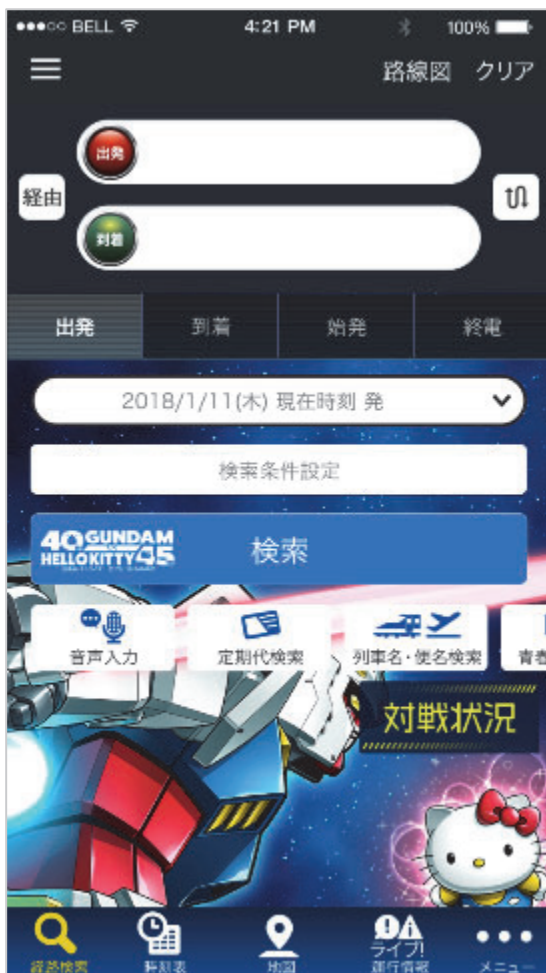 BELL 4:21 PM 100%
路線図 クリア
出発
経由
到着
出発 到着 始発 終電
2018/1/11(木) 現在時刻 発
検索条件設定
40 GUNDAM
HELLO KITTY 45
検索
音声入力 定期代検索 列車名・便名検索 青春
対戦状況
経路検索 時刻表 地図 ライブ!
運行情報 メニュー